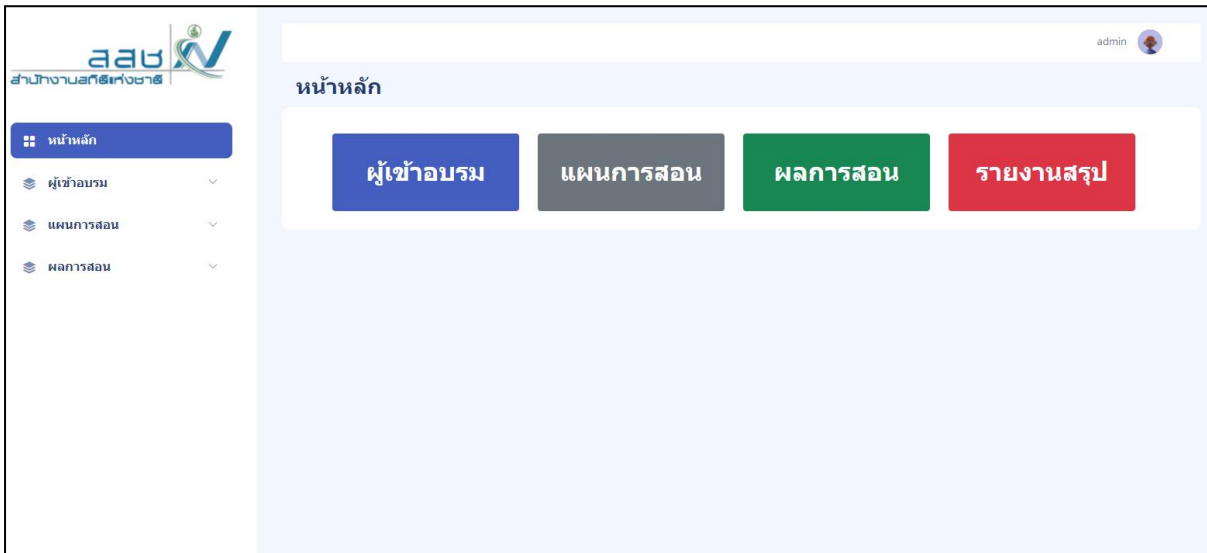 สสช
สำนักงานสถิติแห่งชาติ
admin
หน้าหลัก
หน้าหลัก
ผู้เข้าอบรม
แผนการสอน
ผลการสอน
ผู้เข้าอบรม
แผนการสอน
ผลการสอน
รายงานสรุป